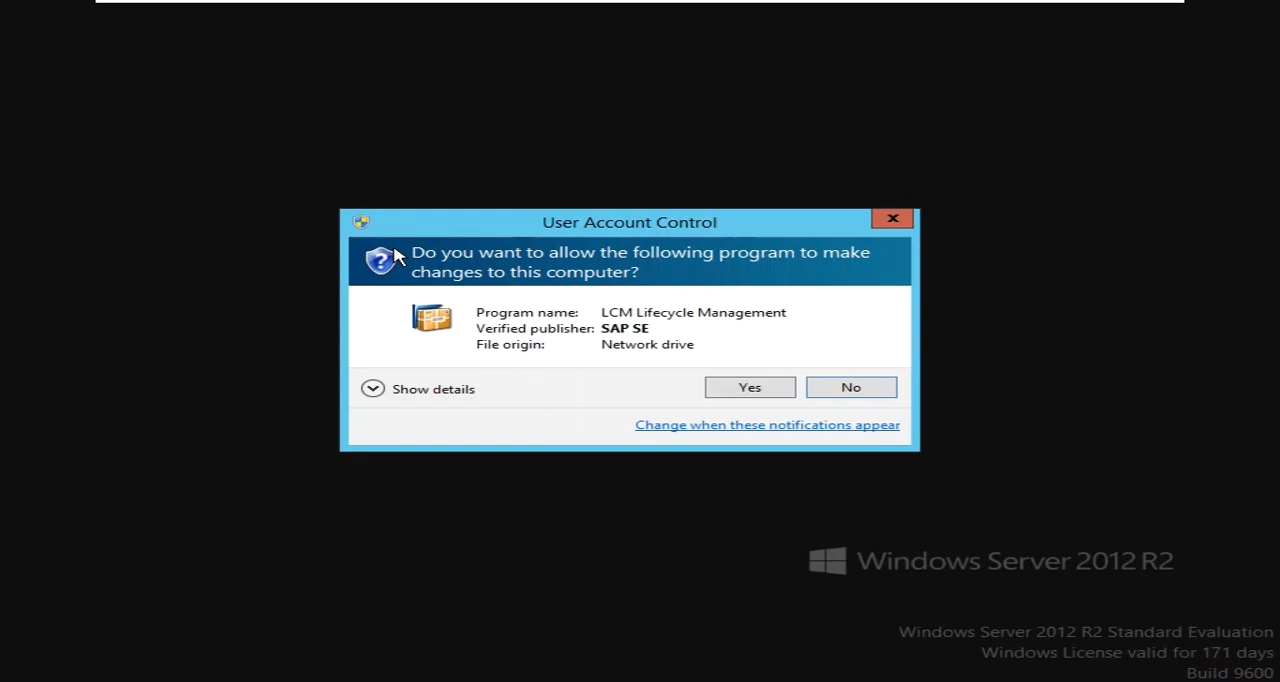 User Account Control
x
?
Do you want to allow the following program to make
changes to this computer?
Program name: LCM Lifecycle Management
Verified publisher: SAP SE
File origin: Network drive
Show details
Yes
No
Change when these notifications appear
Windows Server 2012 R2
Windows Server 2012 R2 Standard Evaluation
Windows License valid for 171 days
Build 9600